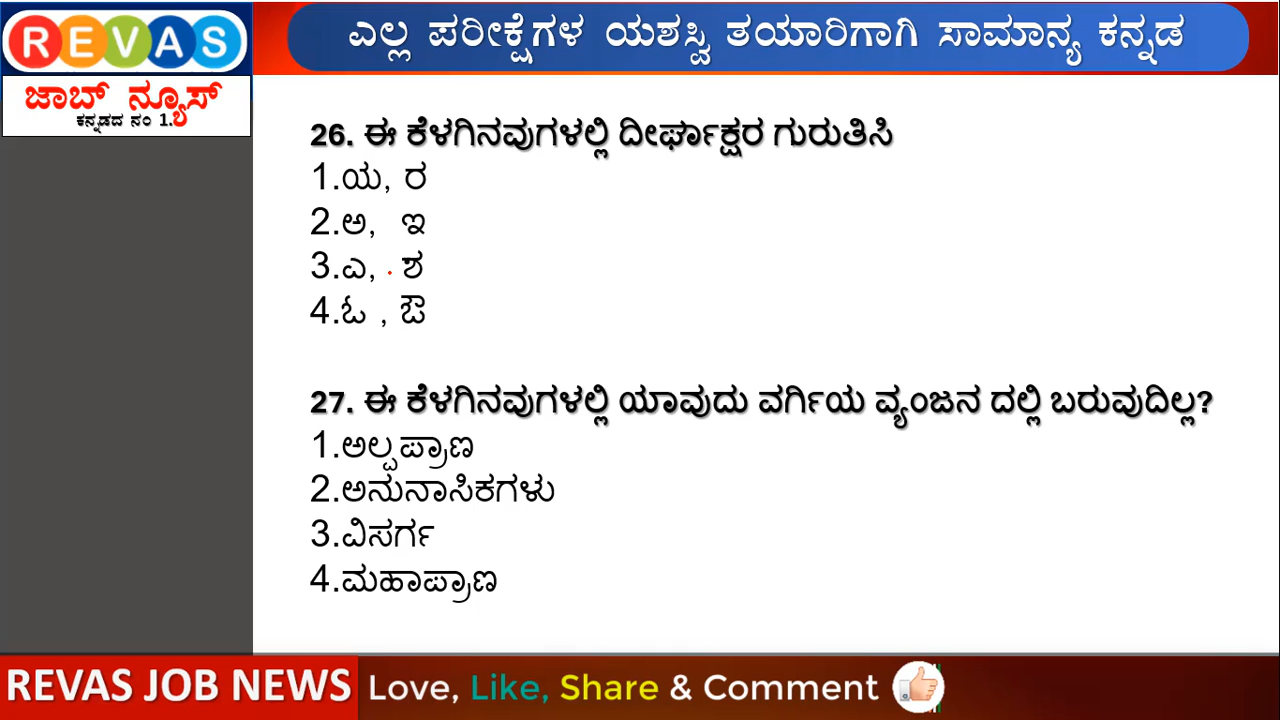 REVAS
ಜಾಬ್ ನ್ಯೂಸ್
ಕನ್ನಡದ ನಂ 1.
ಎಲ್ಲ ಪರೀಕ್ಷೆಗಳ ಯಶಸ್ವಿ ತಯಾರಿಗಾಗಿ ಸಾಮಾನ್ಯ ಕನ್ನಡ
26. ಈ ಕೆಳಗಿನವುಗಳಲ್ಲಿ ದೀರ್ಘಾಕ್ಷರ ಗುರುತಿಸಿ
1.ಯ, ರ
2.ಅ, ಇ
3.ಎ, ಶ
4.ಓ , ಔ
27. ಈ ಕೆಳಗಿನವುಗಳಲ್ಲಿ ಯಾವುದು ವರ್ಗಿಯ ವ್ಯಂಜನ ದಲ್ಲಿ ಬರುವುದಿಲ್ಲ?
1.ಅಲ್ಪಪ್ರಾಣ
2.ಅನುನಾಸಿಕಗಳು
3.ವಿಸರ್ಗ
4.ಮಹಾಪ್ರಾಣ
REVAS JOB NEWS Love, Like, Share & Comment